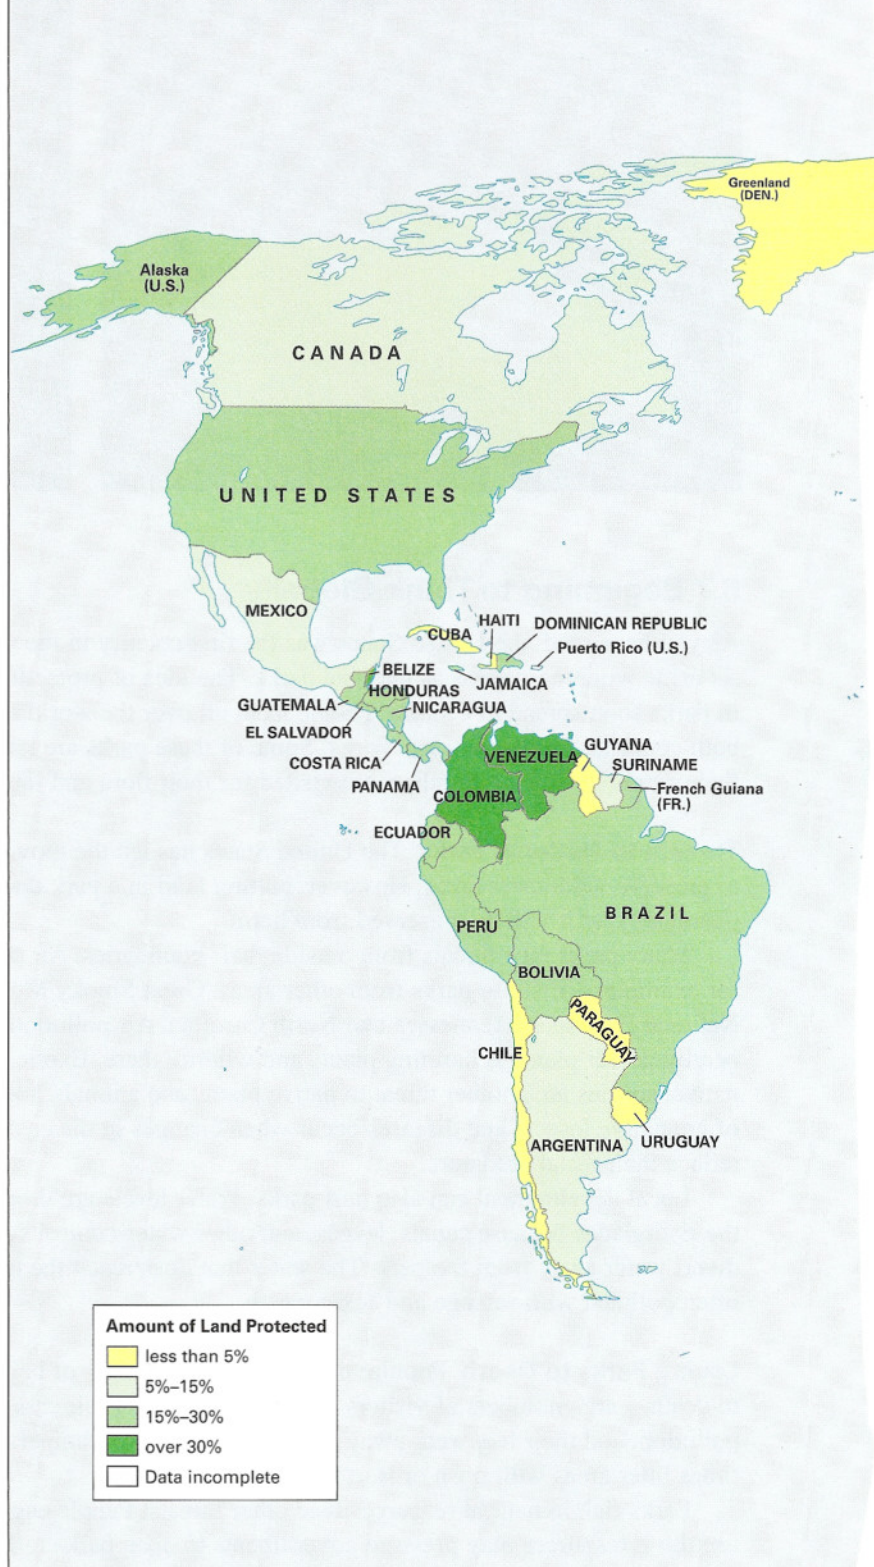 Greenland
(DEN.)
Alaska
(U.S.)
CANADA
UNITED STATES
MEXICO
HAITI
DOMINICAN REPUBLIC
CUBA
Puerto Rico (U.S.)
BELIZE
JAMAICA
HONDURAS
GUATEMALA
NICARAGUA
EL SALVADOR
COSTA RICA
PANAMA
VENEZUELA
GUYANA
SURINAME
French Guiana
(FR.)
COLOMBIA
ECUADOR
BRAZIL
PERU
BOLIVIA
PARAGUAY
CHILE
URUGUAY
ARGENTINA
Amount of Land Protected
less than 5%
5%–15%
15%–30%
over 30%
Data incomplete